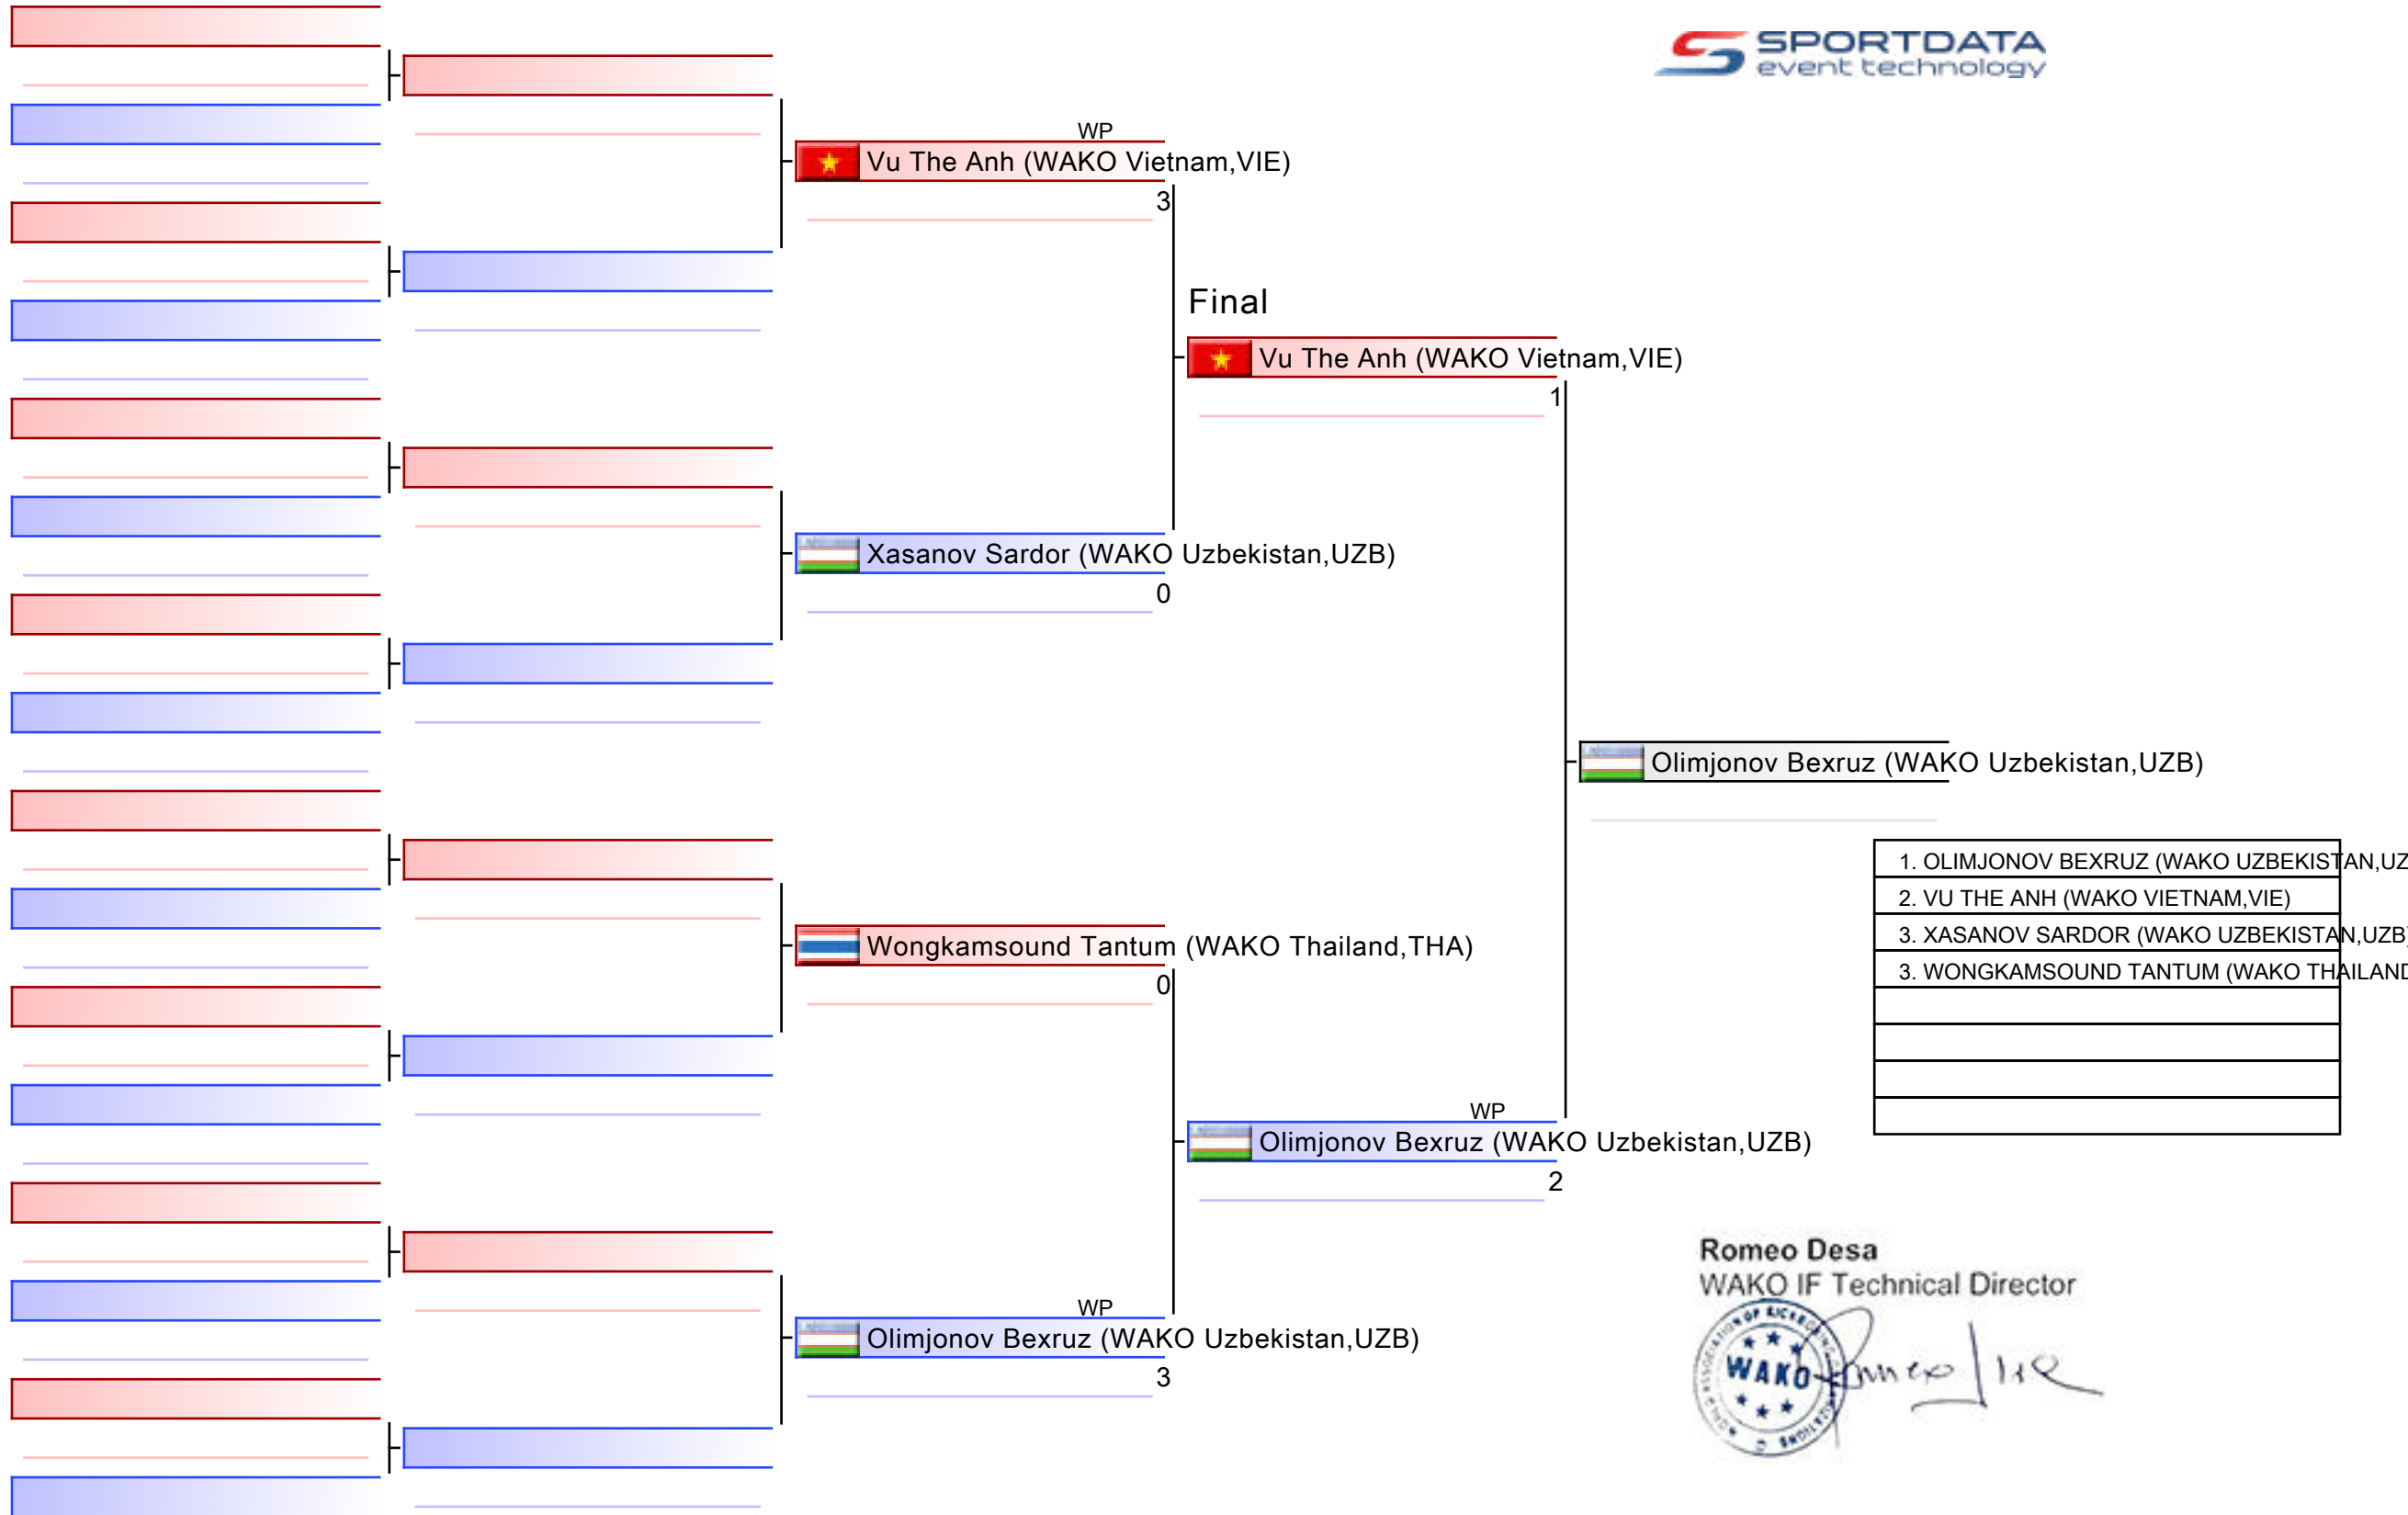 SPORTDATA
event technology
WP
Vu The Anh (WAKO Vietnam,VIE)
3
Final
Vu The Anh (WAKO Vietnam,VIE)
1
Xasanov Sardor (WAKO Uzbekistan,UZB)
0
Olimjonov Bexruz (WAKO Uzbekistan,UZB)
1. OLIMJONOV BEXRUZ (WAKO UZBEKISTAN,UZ
2. VU THE ANH (WAKO VIETNAM,VIE)
3. XASANOV SARDOR (WAKO UZBEKISTAN,UZB)
3. WONGKAMSOUND TANTUM (WAKO THAILAND
Wongkamsound Tantum (WAKO Thailand,THA)
0
WP
Olimjonov Bexruz (WAKO Uzbekistan,UZB)
2
WP
Olimjonov Bexruz (WAKO Uzbekistan,UZB)
3
Romeo Desa
WAKO IF Technical Director
WAKO